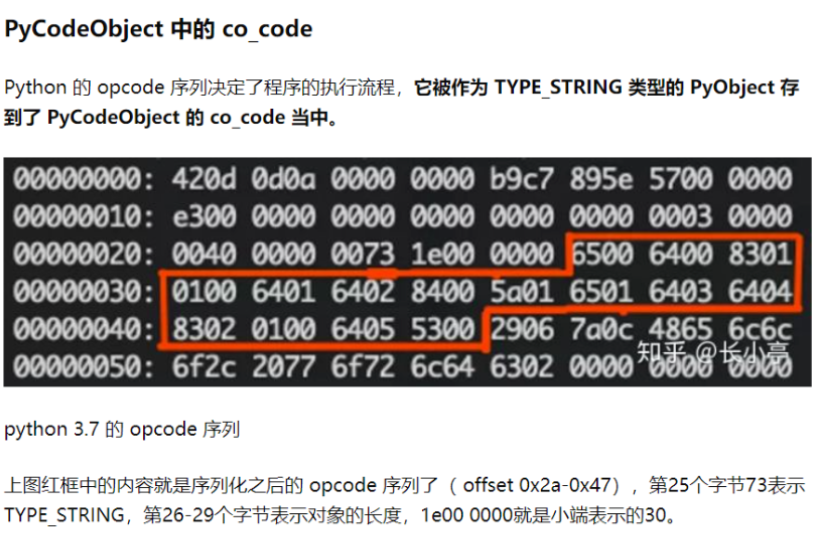 PyCodeObject 中的 co_code
Python 的 opcode 序列决定了程序的执行流程，它被作为 TYPE_STRING 类型的 PyObject 存
到了 PyCodeObject 的 co_code 当中。
00000000: 420d 0d0a 0000 0000 b9c7 895e 5700 0000
00000010: e300 0000 0000 0000 0000 0000 0003 0000
00000020: 0040 0000 0073 1e00 0000 6500 6400 8301
00000030: 0100 6401 6402 8400 5a01 6501 6403 6404
00000040: 8302 0100 6405 5300 2906 7a0c 4865 6c6c
00000050: 6f2c 2077 6f72 6c64 6302 0000 0000 0000
知乎 @长小亮
python 3.7 的 opcode 序列
上图红框中的内容就是序列化之后的 opcode 序列了（ offset 0x2a-0x47），第25个字节73表示
TYPE_STRING，第26-29个字节表示对象的长度，1e00 0000就是小端表示的30。